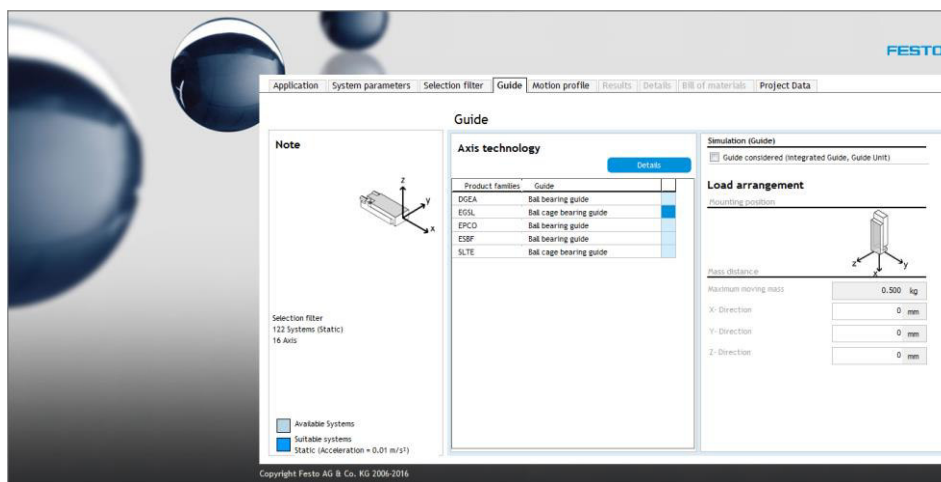 FESTO
Application System parameters Selection filter Guide Motion profile Results Details Bill of materials Project Data
Guide
Note
z
y
x
Selection filter
122 Systems (Static)
16 Axis
Available Systems
Suitable systems
Static (Acceleration = 0.01 m/s²)
Axis technology
Details
Product families Guide
DGEA Ball bearing guide
EGSL Ball cage bearing guide
EPCO Ball bearing guide
ESBF Ball bearing guide
SLTE Ball cage bearing guide
Simulation (Guide)
Guide considered (Integrated Guide, Guide Unit)
Load arrangement
Mounting position
z
y
x
Mass distance
Maximum moving mass 0.500 kg
X- Direction 0 mm
Y- Direction 0 mm
Z- Direction 0 mm
Copyright Festo AG & Co. KG 2006-2016